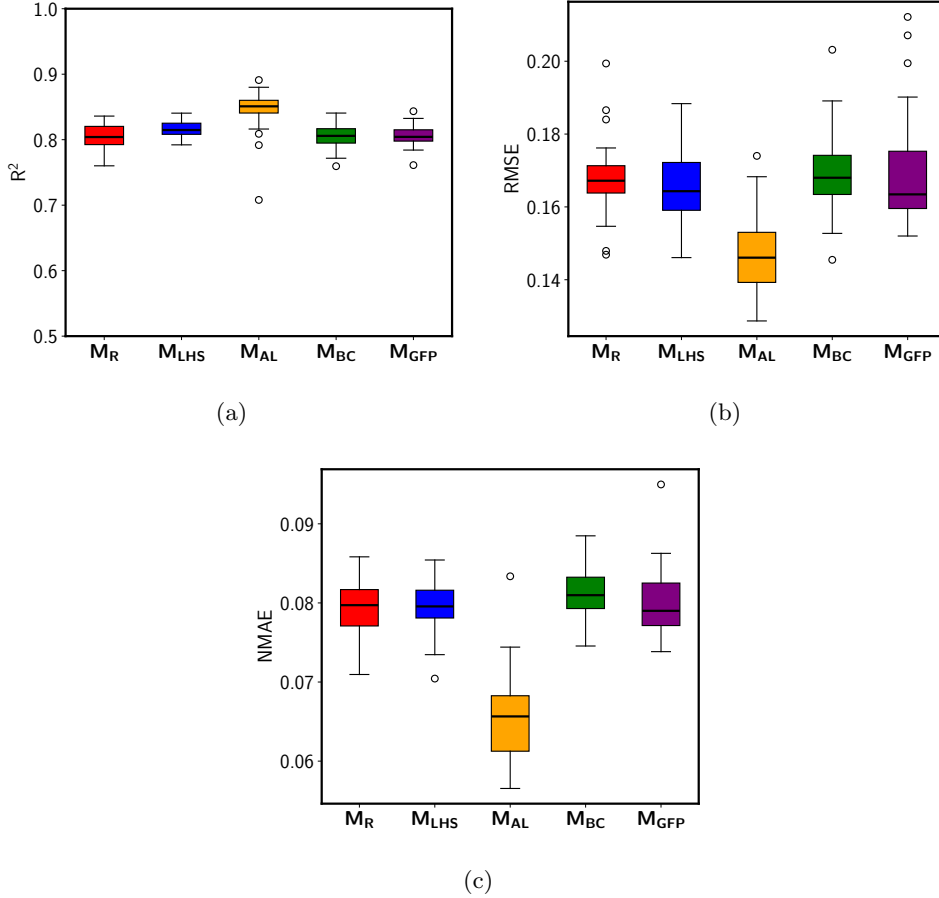 1.0
0.9
0.8
0.7
0.6
0.5
R²
M_R M_LHS M_AL M_BC M_GFP
(a)
0.20
0.18
0.16
0.14
RMSE
M_R M_LHS M_AL M_BC M_GFP
(b)
0.09
0.08
0.07
0.06
NMAE
M_R M_LHS M_AL M_BC M_GFP
(c)